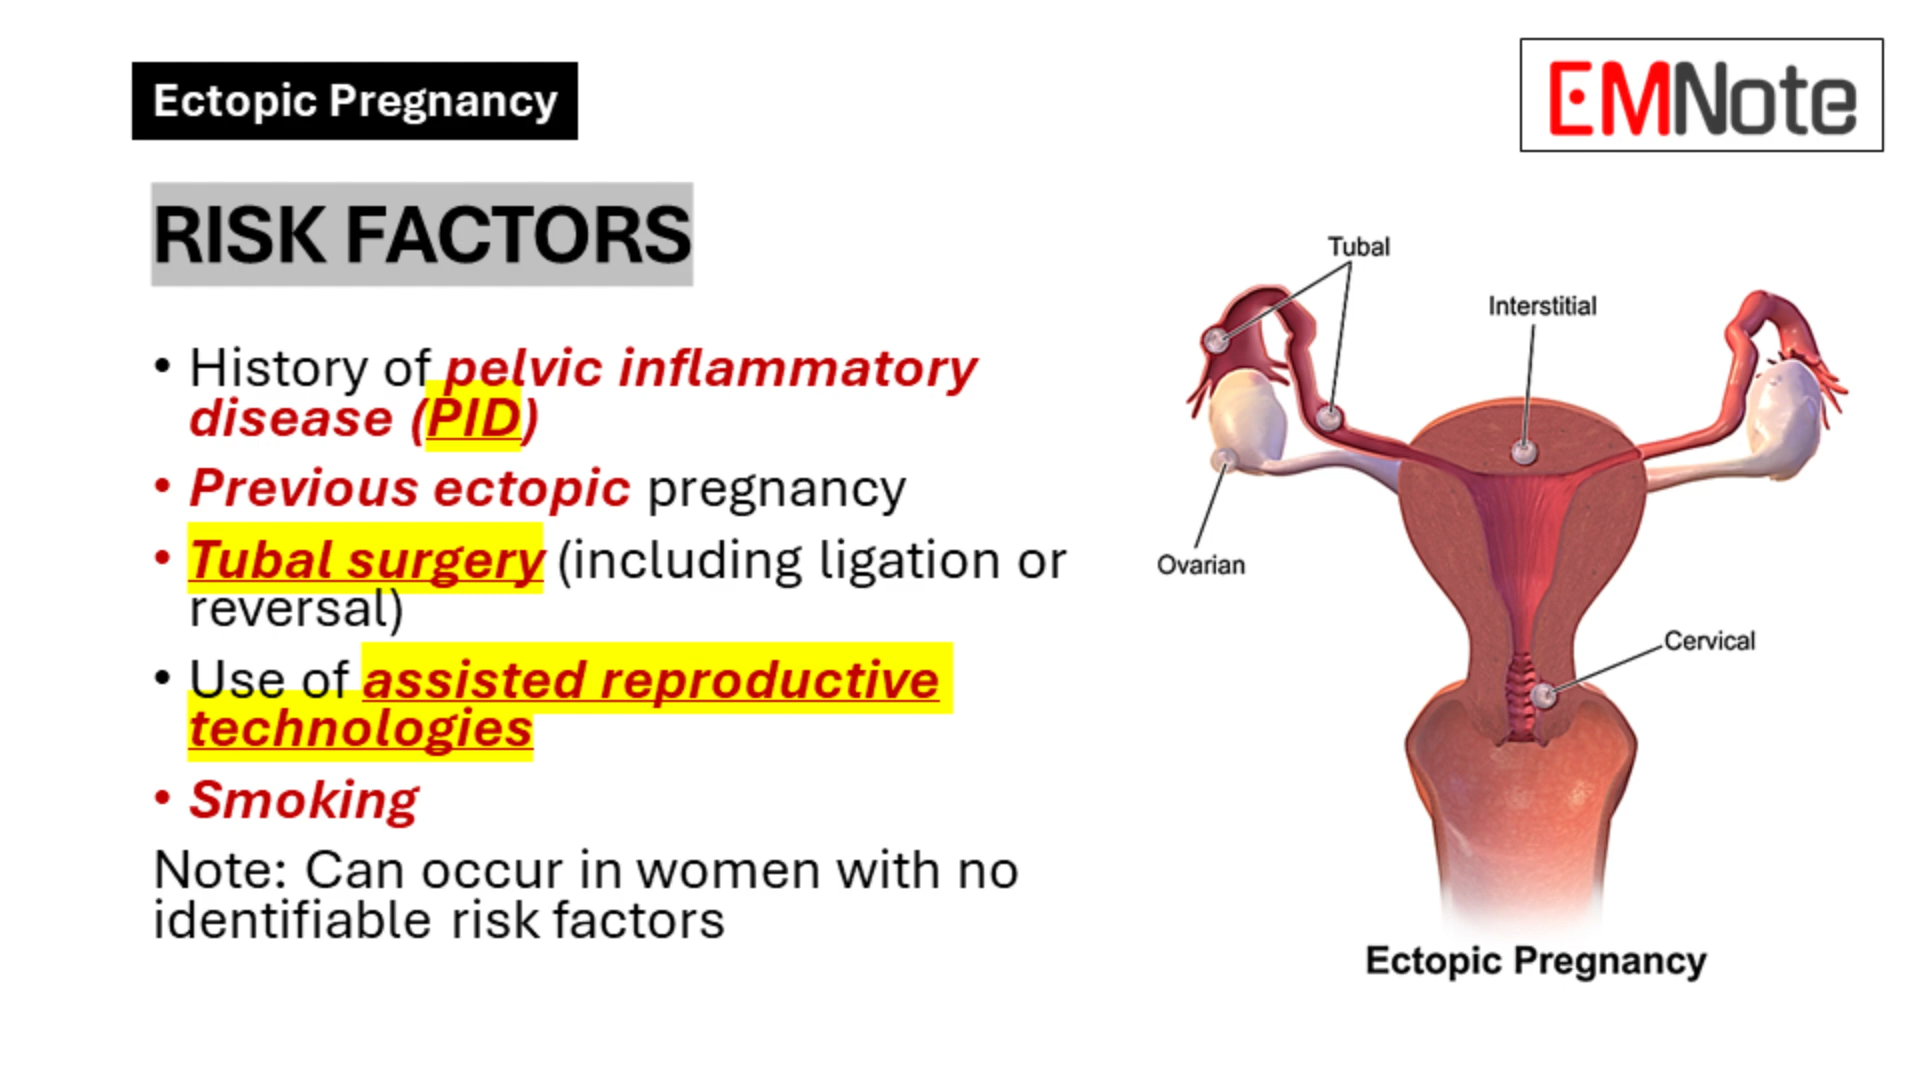 Ectopic Pregnancy
EMNote
RISK FACTORS
• History of pelvic inflammatory
disease (PID)
• Previous ectopic pregnancy
• Tubal surgery (including ligation or
reversal)
• Use of assisted reproductive
technologies
• Smoking
Note: Can occur in women with no
identifiable risk factors
Tubal
Interstitial
Ovarian
Cervical
Ectopic Pregnancy